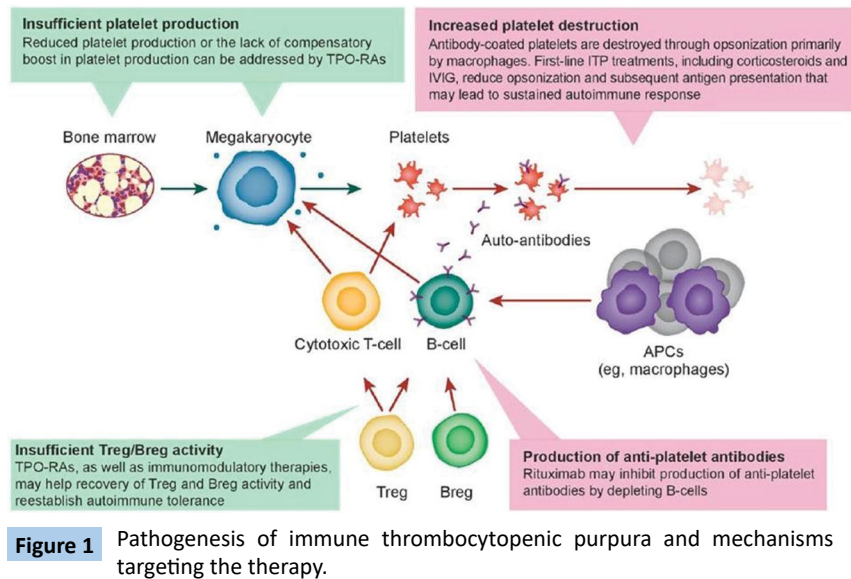 Insufficient platelet production
Reduced platelet production or the lack of compensatory
boost in platelet production can be addressed by TPO-RAs
Increased platelet destruction
Antibody-coated platelets are destroyed through opsonization primarily
by macrophages. First-line ITP treatments, including corticosteroids and
IVIG, reduce opsonization and subsequent antigen presentation that
may lead to sustained autoimmune response
Bone marrow
Megakaryocyte
Platelets
Auto-antibodies
Cytotoxic T-cell
B-cell
APCs
(eg, macrophages)
Insufficient Treg/Breg activity
TPO-RAs, as well as immunomodulatory therapies,
may help recovery of Treg and Breg activity and
reestablish autoimmune tolerance
Treg
Breg
Production of anti-platelet antibodies
Rituximab may inhibit production of anti-platelet
antibodies by depleting B-cells
Figure 1 Pathogenesis of immune thrombocytopenic purpura and mechanisms
targeting the therapy.